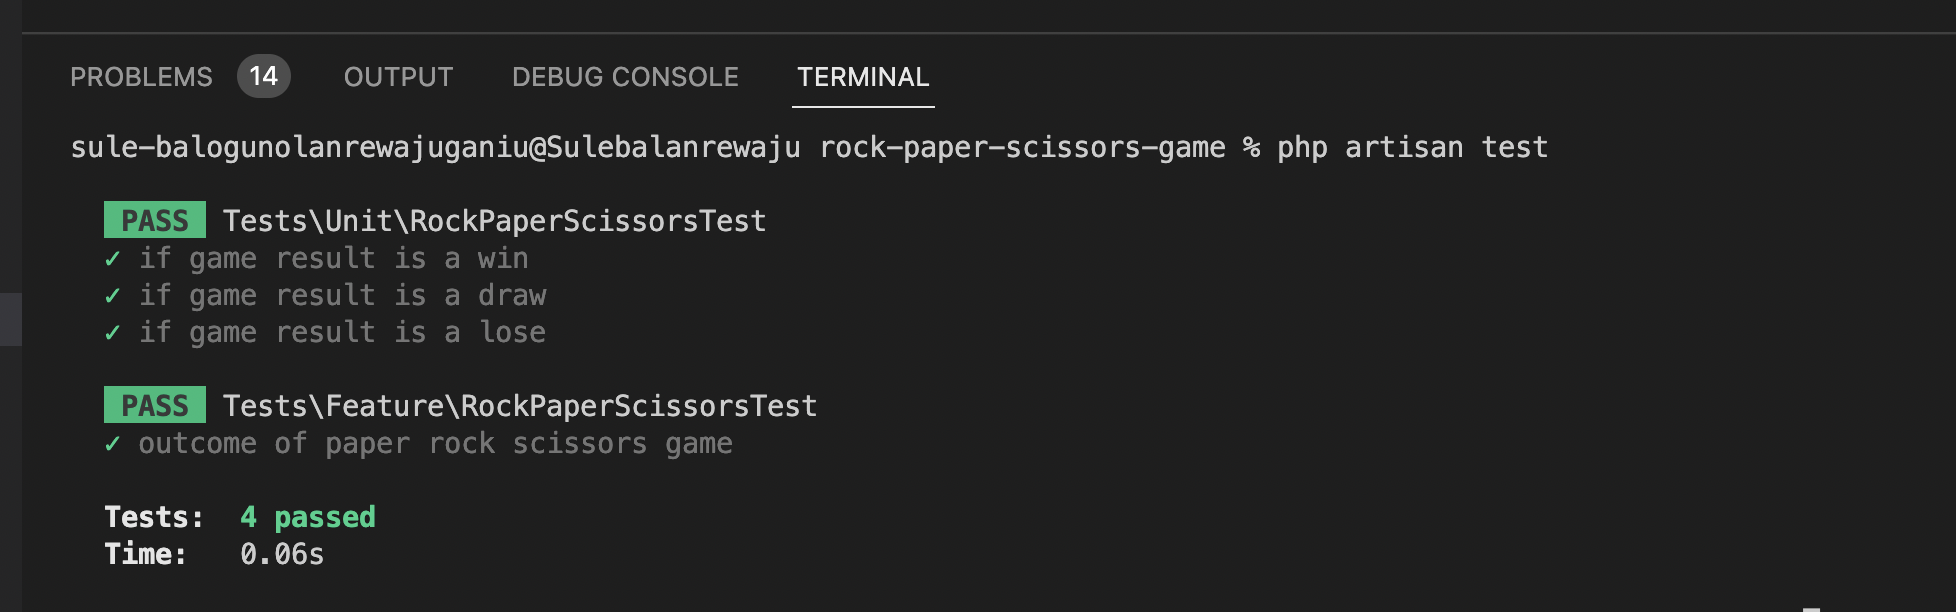 PROBLEMS 14 OUTPUT DEBUG CONSOLE TERMINAL
sule-balogunolanrewajuganiu@Sulebalanrewaju rock-paper-scissors-game % php artisan test
PASS Tests\Unit\RockPaperScissorsTest
✓ if game result is a win
✓ if game result is a draw
✓ if game result is a lose
PASS Tests\Feature\RockPaperScissorsTest
✓ outcome of paper rock scissors game
Tests: 4 passed
Time: 0.06s